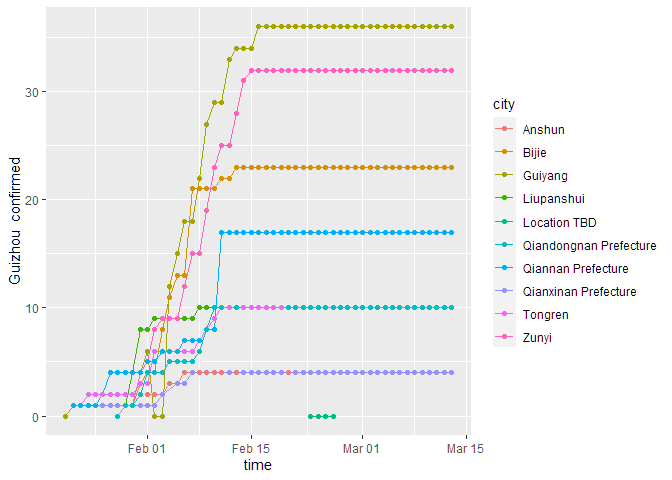 Guizhou confirmed
30
20
10
0
Feb 01
Feb 15
Mar 01
Mar 15
time
city
Anshun
Bijie
Guiyang
Liupanshui
Location TBD
Qiandongnan Prefecture
Qiannan Prefecture
Qianxinan Prefecture
Tongren
Zunyi